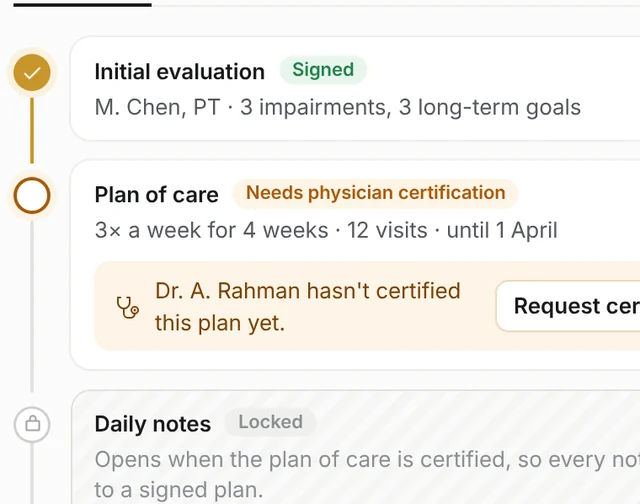 Initial evaluation Signed
M. Chen, PT · 3 impairments, 3 long-term goals
Plan of care Needs physician certification
3× a week for 4 weeks · 12 visits · until 1 April
Dr. A. Rahman hasn't certified
this plan yet.
Request cer
Daily notes Locked
Opens when the plan of care is certified, so every no
to a signed plan.